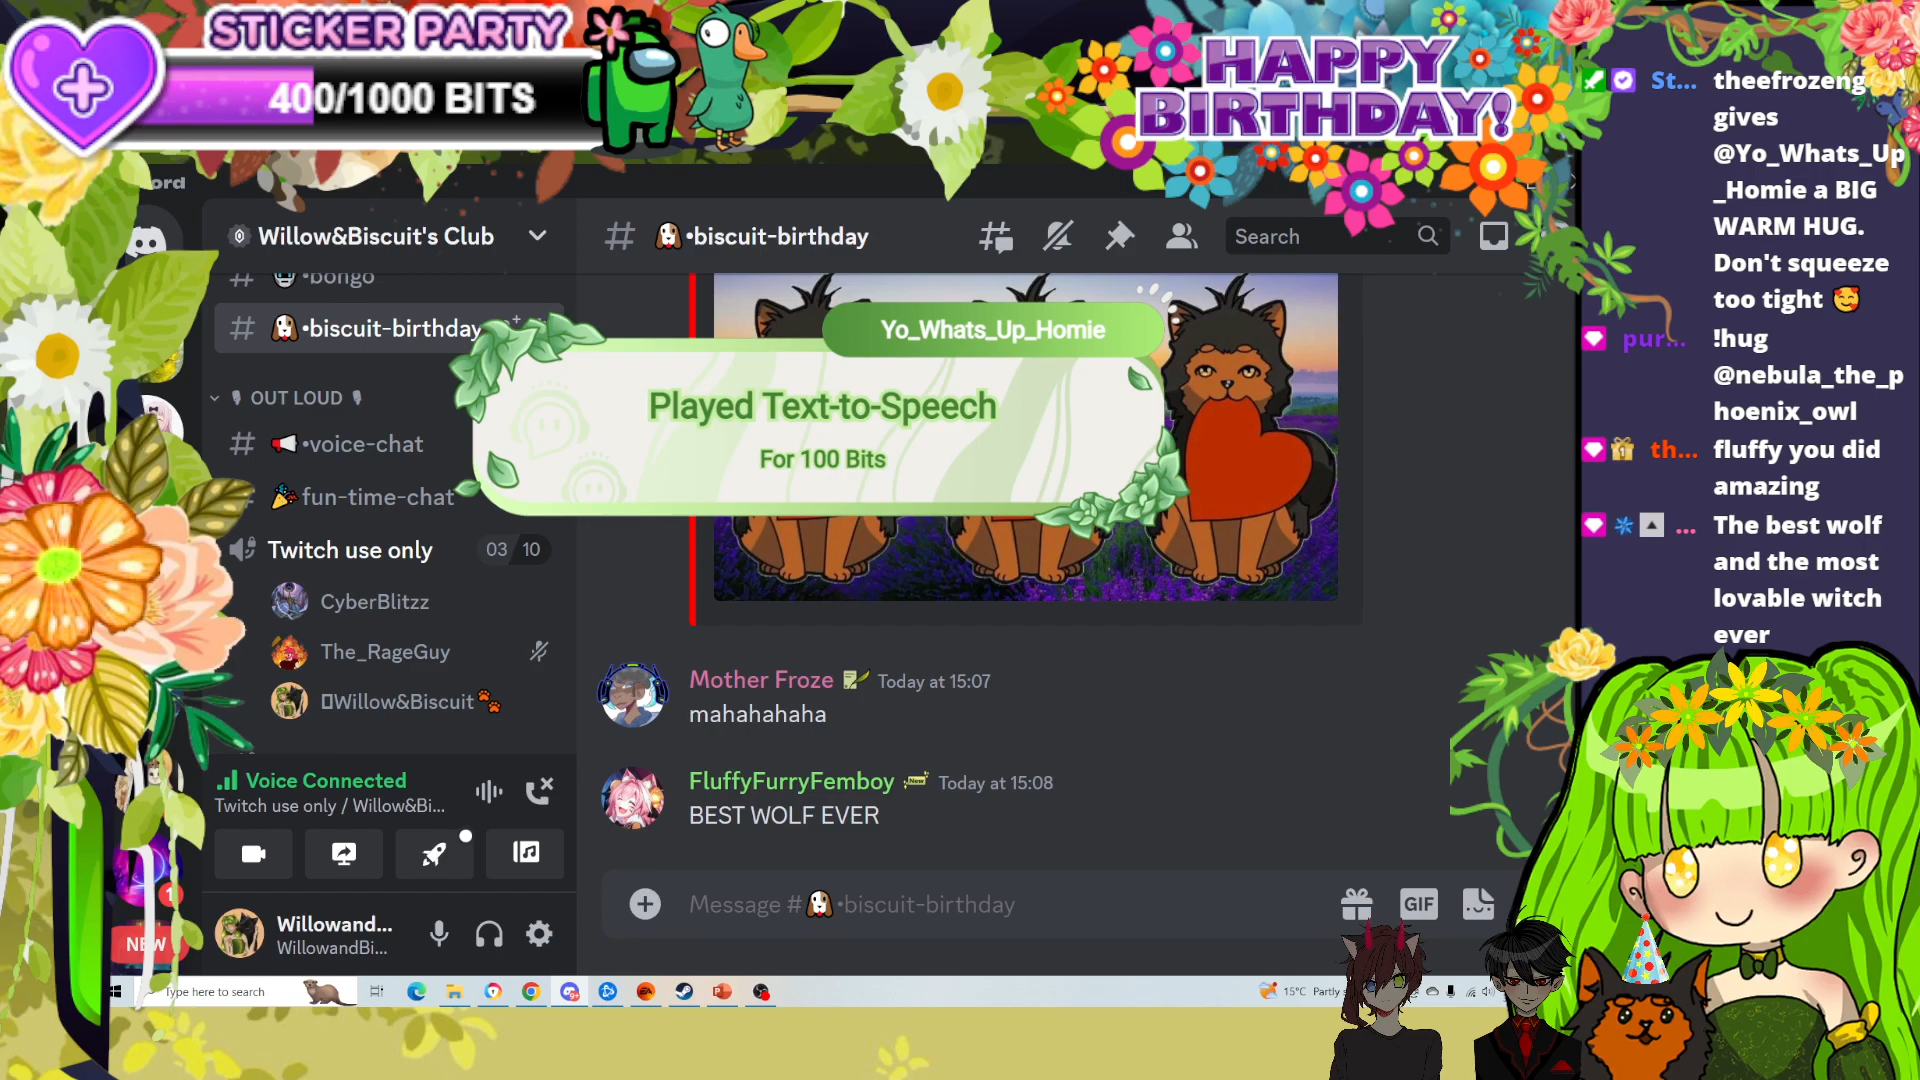 STICKER PARTY
400/1000 BITS
HAPPY
BIRTHDAY!
ord
Willow&Biscuit's Club
•biscuit-birthday
Search
•bongo
•biscuit-birthday
OUT LOUD
•voice-chat
fun-time-chat
Twitch use only
03 10
CyberBlitzz
The_RageGuy
Willow&Biscuit
Voice Connected
Twitch use only / Willow&Bi...
Willowand...
WillowandBi...
1
NEW
Yo_Whats_Up_Homie
Played Text-to-Speech
For 100 Bits
Mother Froze Today at 15:07
mahahahaha
FluffyFurryFemboy New Today at 15:08
BEST WOLF EVER
Message # •biscuit-birthday
GIF
Type here to search
15°C Partly
St... theefrozeng
gives
@Yo_Whats_Up
_Homie a BIG
WARM HUG.
Don't squeeze
too tight
pur... !hug
@nebula_the_p
hoenix_owl
th... fluffy you did
amazing
... The best wolf
and the most
lovable witch
ever